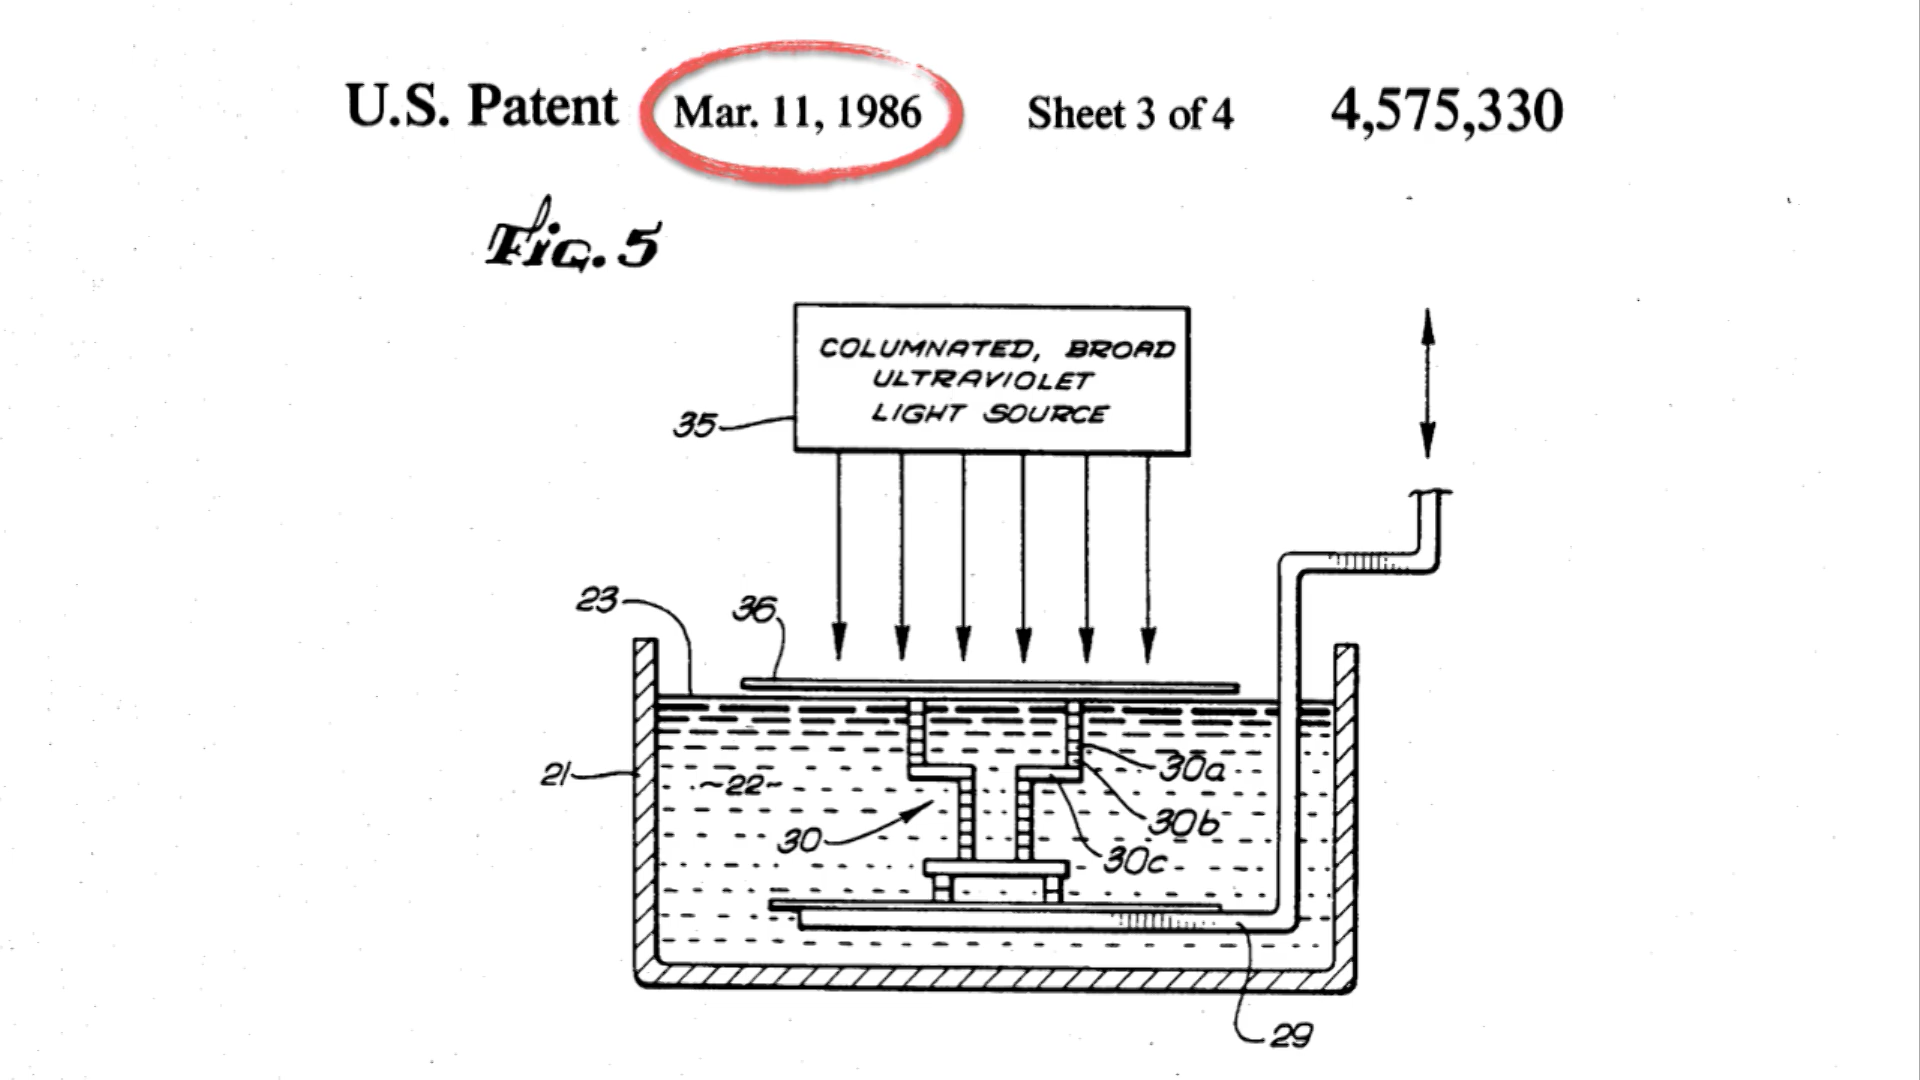 U.S. Patent Mar. 11, 1986 Sheet 3 of 4 4,575,330
Fig. 5
COLUMNATED, BROAD
ULTRAVIOLET
LIGHT SOURCE
35
23
36
21
~22~
30a
30b
30
30c
29